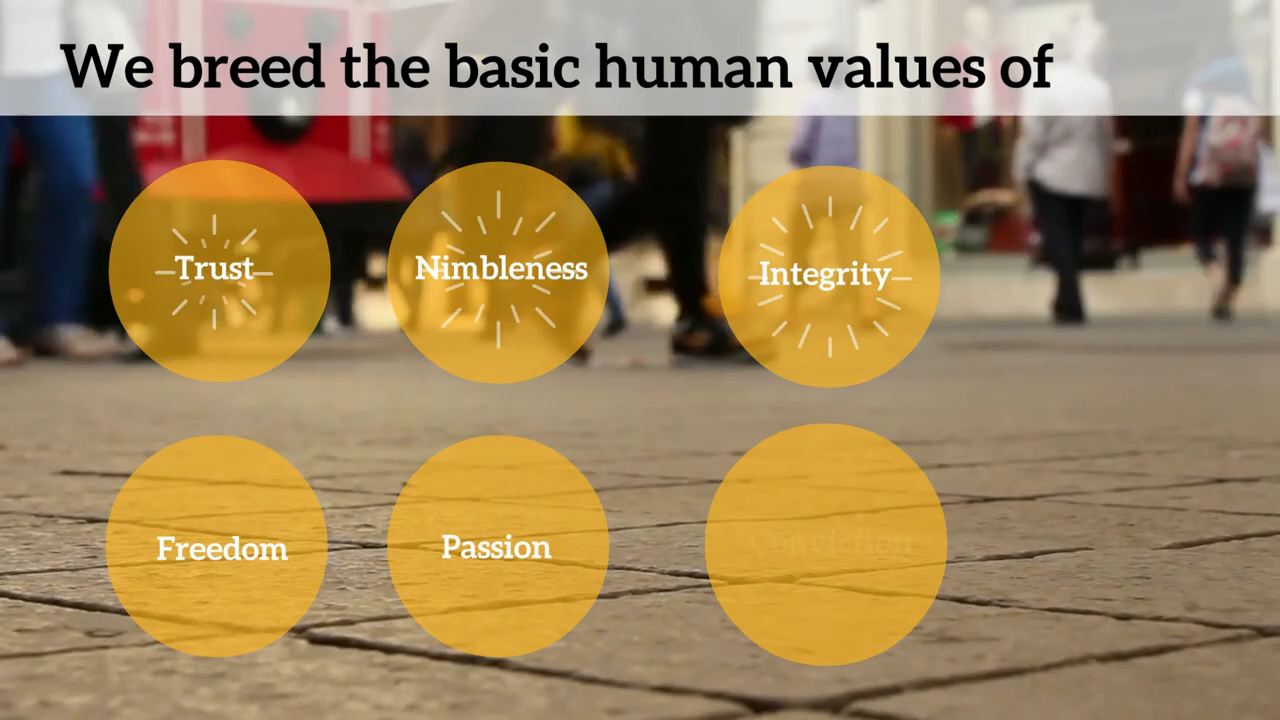 We breed the basic human values of
Trust
Nimbleness
Integrity
Freedom
Passion